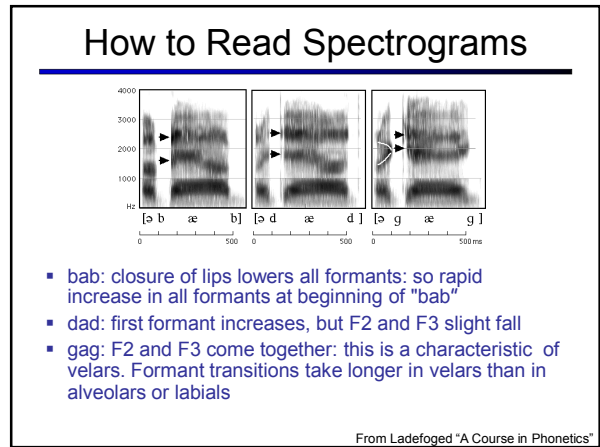 How to Read Spectrograms
4000
3000
2000
1000
Hz
[ə b æ b] [ə d æ d ] [ə g æ g ]
0 500 0 500 0 500 ms
▪ bab: closure of lips lowers all formants: so rapid
increase in all formants at beginning of "bab"
▪ dad: first formant increases, but F2 and F3 slight fall
▪ gag: F2 and F3 come together: this is a characteristic of
velars. Formant transitions take longer in velars than in
alveolars or labials
From Ladefoged “A Course in Phonetics”